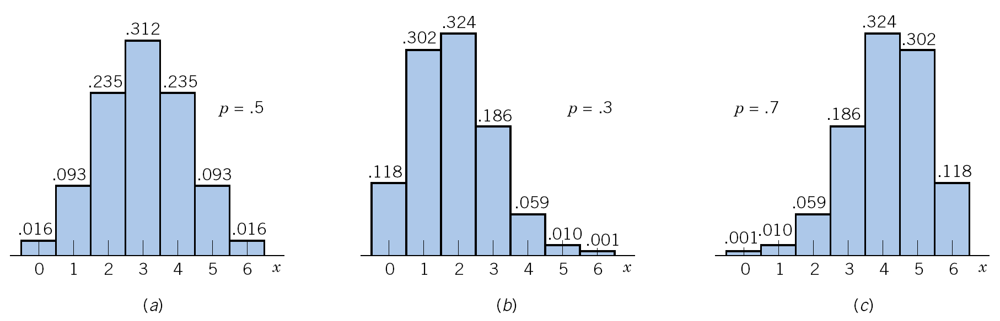 .016 .093 .235 .312 .235 .093 .016
p = .5
0 1 2 3 4 5 6 x
(a)
.118 .302 .324 .186 .059 .010 .001
p = .3
0 1 2 3 4 5 6 x
(b)
.001 .010 .059 .186 .324 .302 .118
p = .7
0 1 2 3 4 5 6 x
(c)